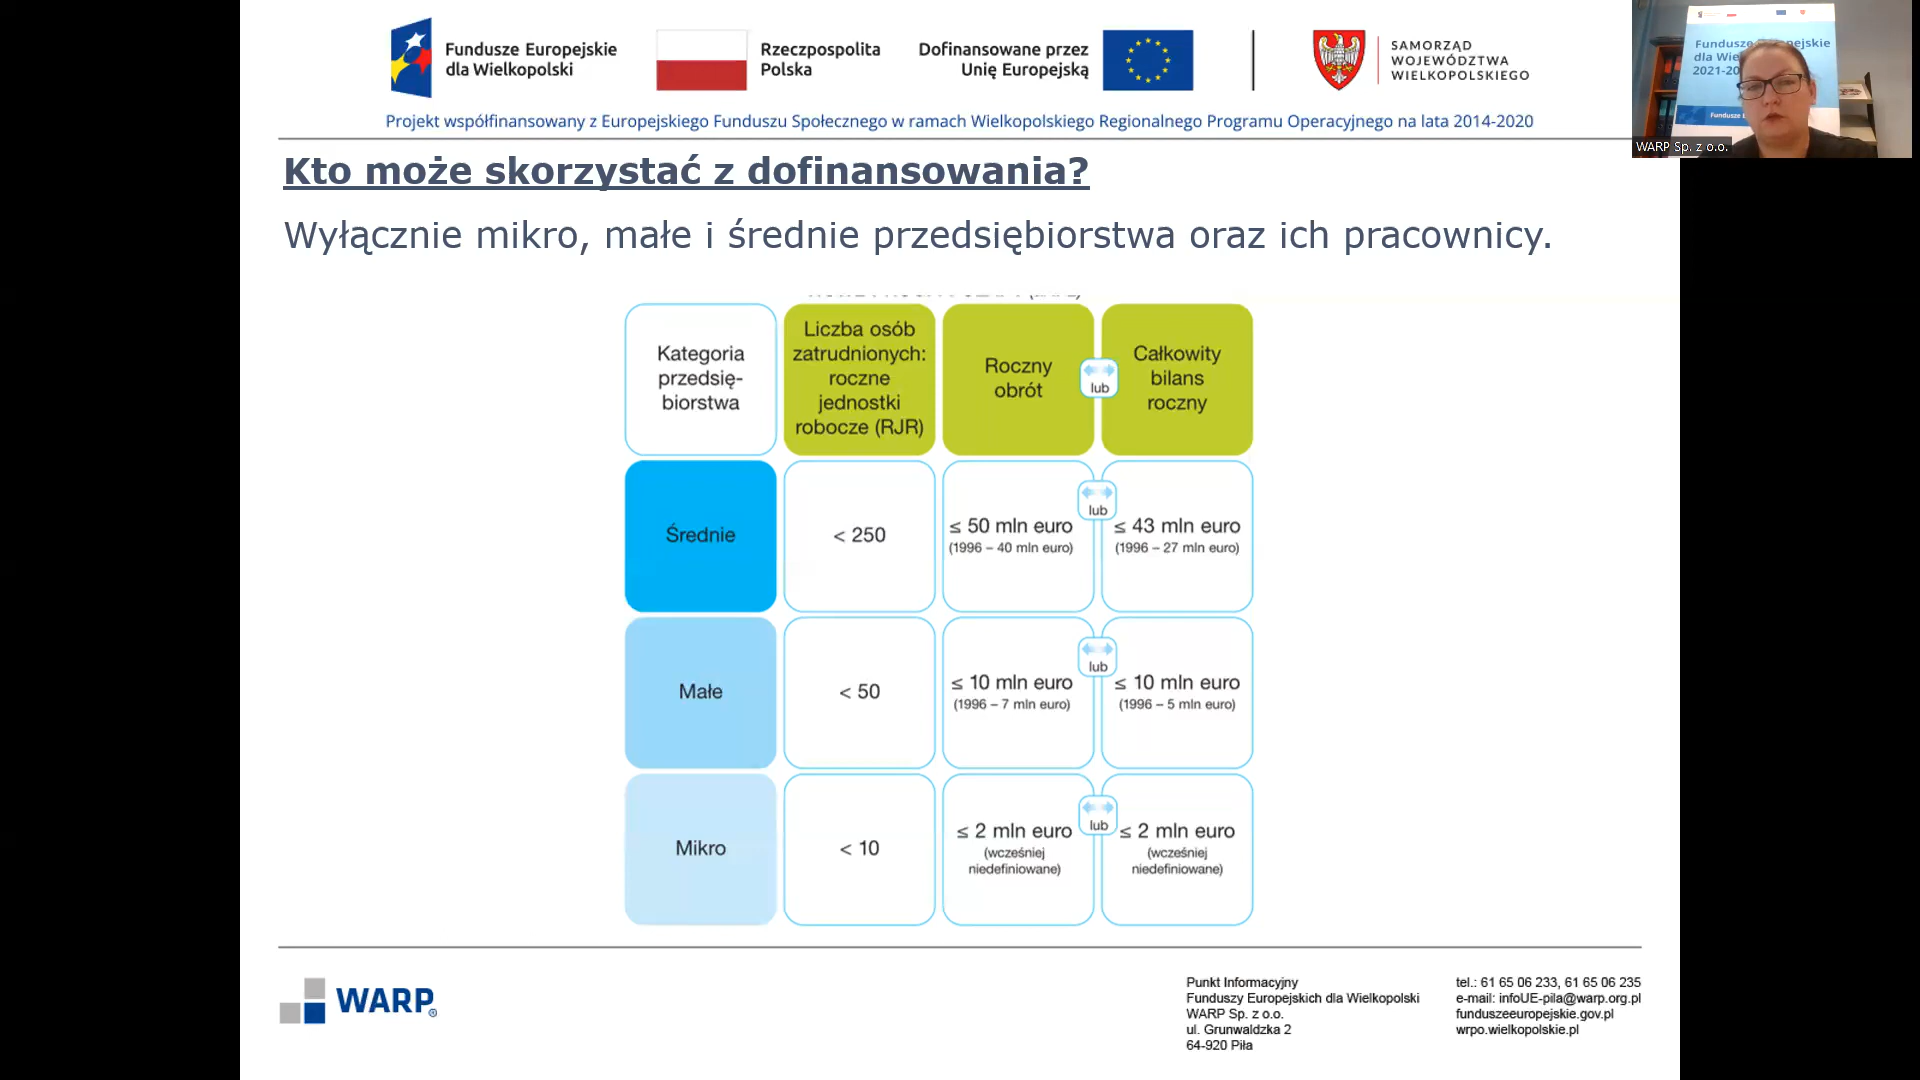 Fundusze Europejskie
dla Wielkopolski
Rzeczpospolita
Polska
Dofinansowane przez
Unię Europejską
SAMORZĄD
WOJEWÓDZTWA
WIELKOPOLSKIEGO
Projekt współfinansowany z Europejskiego Funduszu Społecznego w ramach Wielkopolskiego Regionalnego Programu Operacyjnego na lata 2014-2020
WARP Sp. z o.o.
Kto może skorzystać z dofinansowania?
Wyłącznie mikro, małe i średnie przedsiębiorstwa oraz ich pracownicy.
Kategoria
przedsię-
biorstwa
Liczba osób
zatrudnionych:
roczne
jednostki
robocze (RJR)
Roczny
obrót
lub
Całkowity
bilans
roczny
Średnie
< 250
≤ 50 mln euro
(1996 – 40 mln euro)
lub
≤ 43 mln euro
(1996 – 27 mln euro)
Małe
< 50
≤ 10 mln euro
(1996 – 7 mln euro)
lub
≤ 10 mln euro
(1996 – 5 mln euro)
Mikro
< 10
≤ 2 mln euro
(wcześniej
niedefiniowane)
lub
≤ 2 mln euro
(wcześniej
niedefiniowane)
WARP®
Punkt Informacyjny
Funduszy Europejskich dla Wielkopolski
WARP Sp. z o.o.
ul. Grunwaldzka 2
64-920 Piła
tel.: 61 65 06 233, 61 65 06 235
e-mail: infoUE-pila@warp.org.pl
funduszeeuropejskie.gov.pl
wrpo.wielkopolskie.pl